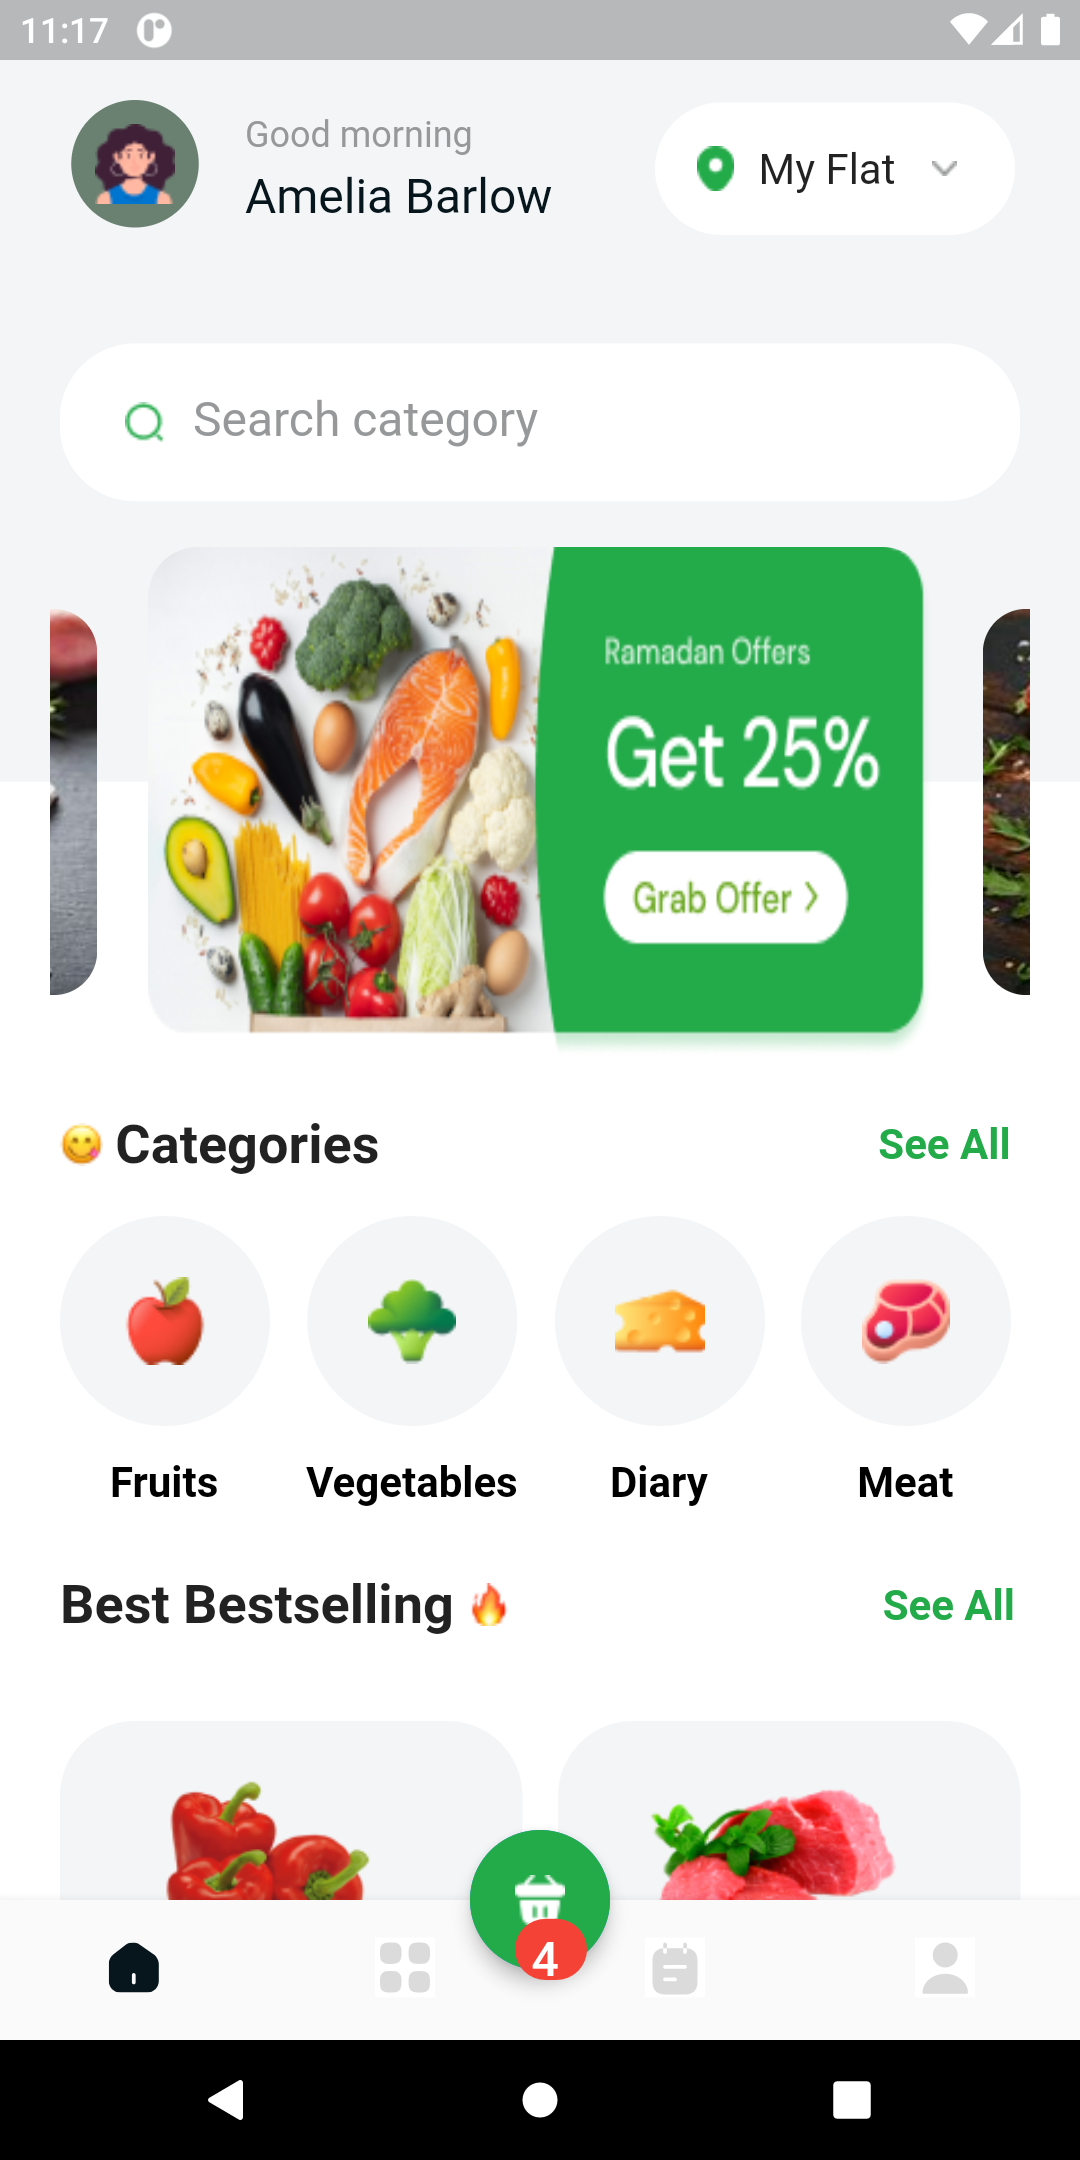 11:17
Good morning
Amelia Barlow
My Flat
Search category
Ramadan Offers
Get 25%
Grab Offer
😋 Categories
See All
Fruits
Vegetables
Diary
Meat
Best Bestselling 🔥
See All
4